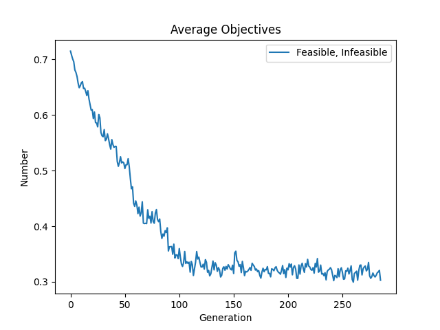 Average Objectives
Feasible, Infeasible
Number
0.7
0.6
0.5
0.4
0.3
0
50
100
150
200
250
Generation